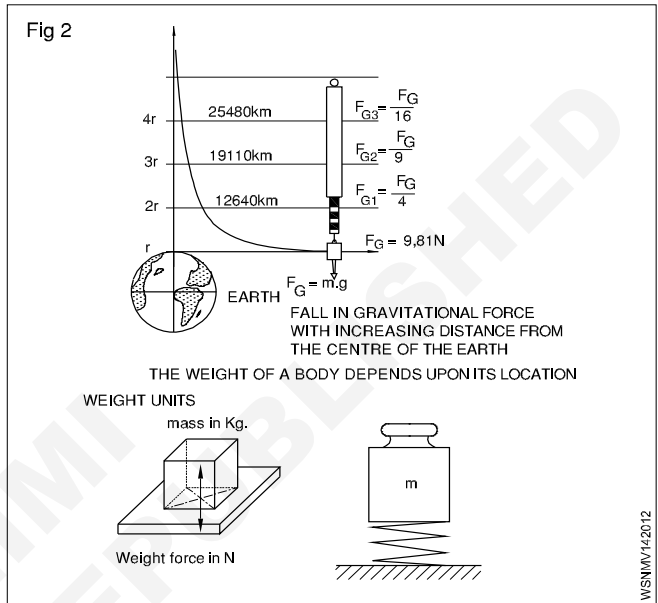 Fig 2
4r 25480km F_G3 = F_G/16
3r 19110km F_G2 = F_G/9
2r 12640km F_G1 = F_G/4
r F_G = 9,81N
EARTH F_G = m.g
FALL IN GRAVITATIONAL FORCE
WITH INCREASING DISTANCE FROM
THE CENTRE OF THE EARTH
THE WEIGHT OF A BODY DEPENDS UPON ITS LOCATION
WEIGHT UNITS
mass in Kg.
m
Weight force in N
WSNMV142012